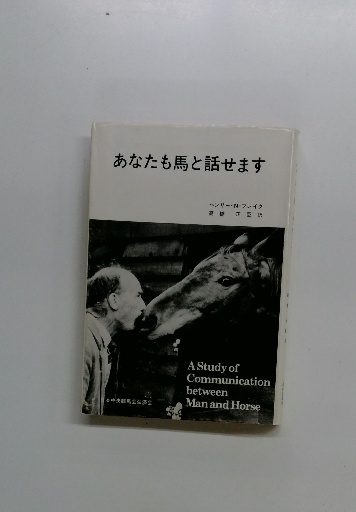 あなたも馬と話せます
ヘンリー・N・ブレイク
A Study of
Communication
between
Man and Horse